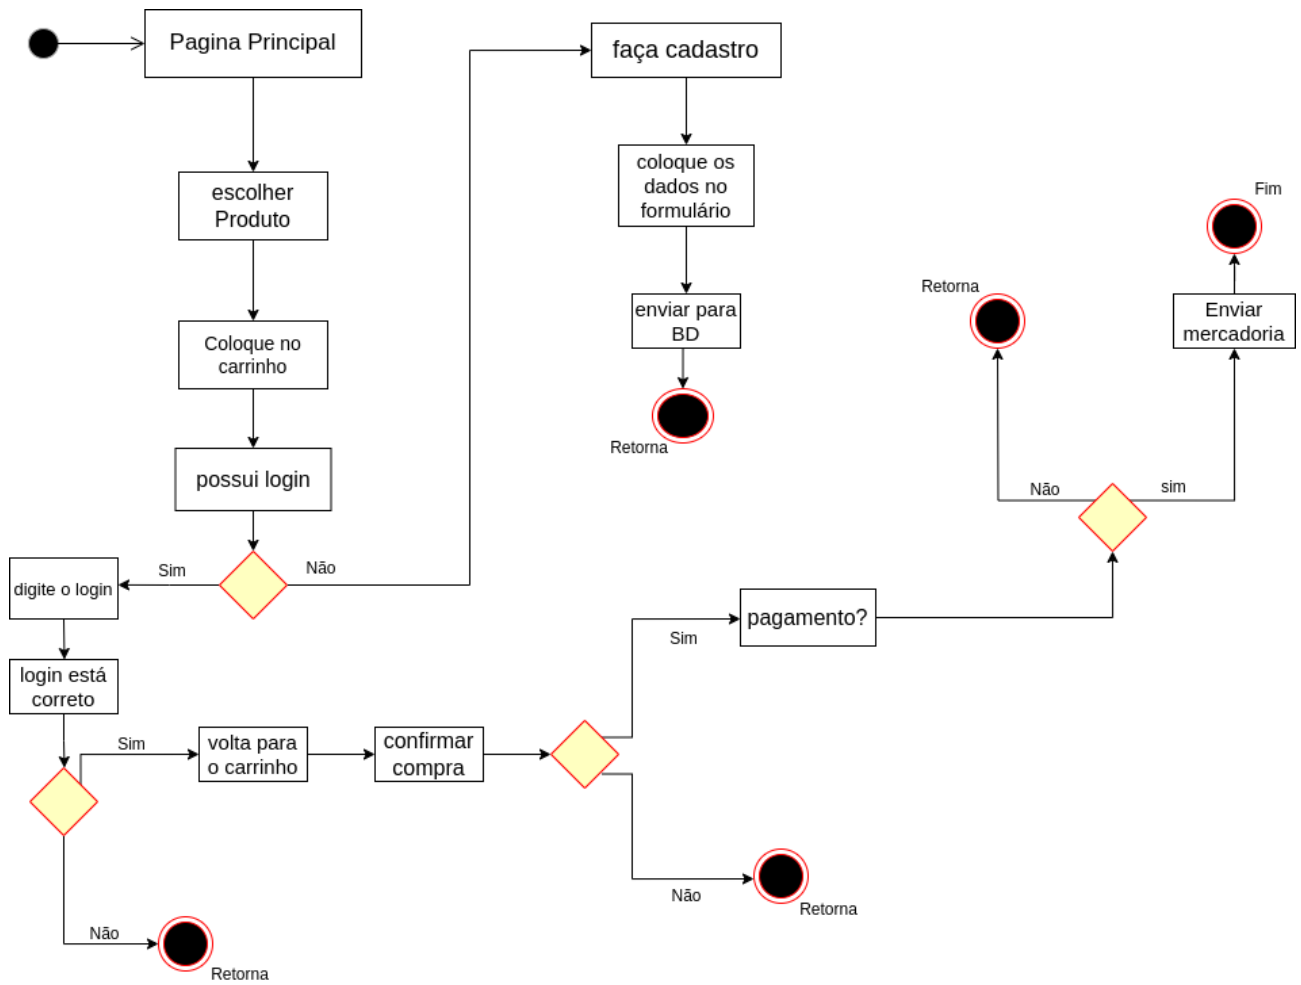 Pagina Principal
escolher
Produto
Coloque no
carrinho
possui login
Sim
Não
digite o login
login está
correto
Sim
Não
Retorna
volta para
o carrinho
confirmar
compra
Sim
Não
Retorna
faça cadastro
coloque os
dados no
formulário
enviar para
BD
Retorna
pagamento?
Não
sim
Retorna
Enviar
mercadoria
Fim